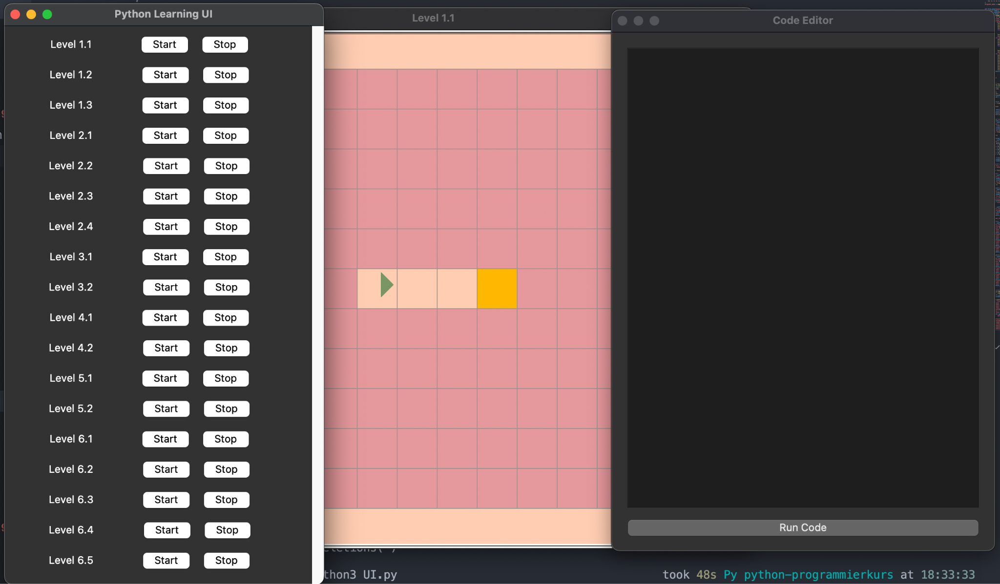 Python Learning UI
Level 1.1 Start Stop
Level 1.2 Start Stop
Level 1.3 Start Stop
Level 2.1 Start Stop
Level 2.2 Start Stop
Level 2.3 Start Stop
Level 2.4 Start Stop
Level 3.1 Start Stop
Level 3.2 Start Stop
Level 4.1 Start Stop
Level 4.2 Start Stop
Level 5.1 Start Stop
Level 5.2 Start Stop
Level 6.1 Start Stop
Level 6.2 Start Stop
Level 6.3 Start Stop
Level 6.4 Start Stop
Level 6.5 Start Stop
Level 1.1
Code Editor
Run Code
thon3 UI.py took 48s Py python-programmierkurs at 18:33:33